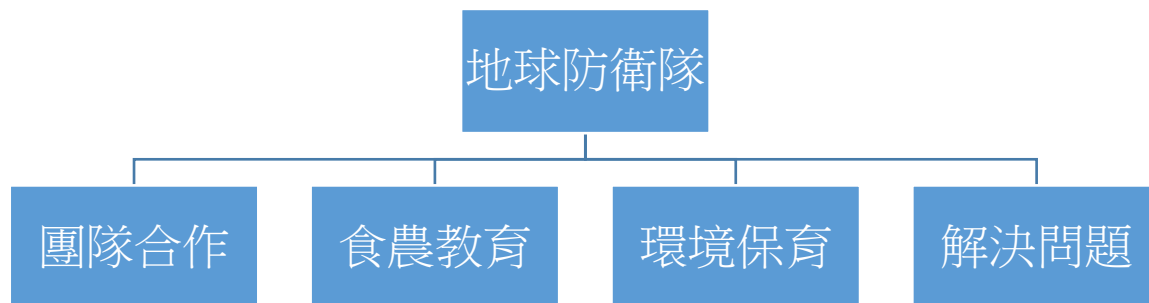 地球防衛隊
團隊合作
食農教育
環境保育
解決問題